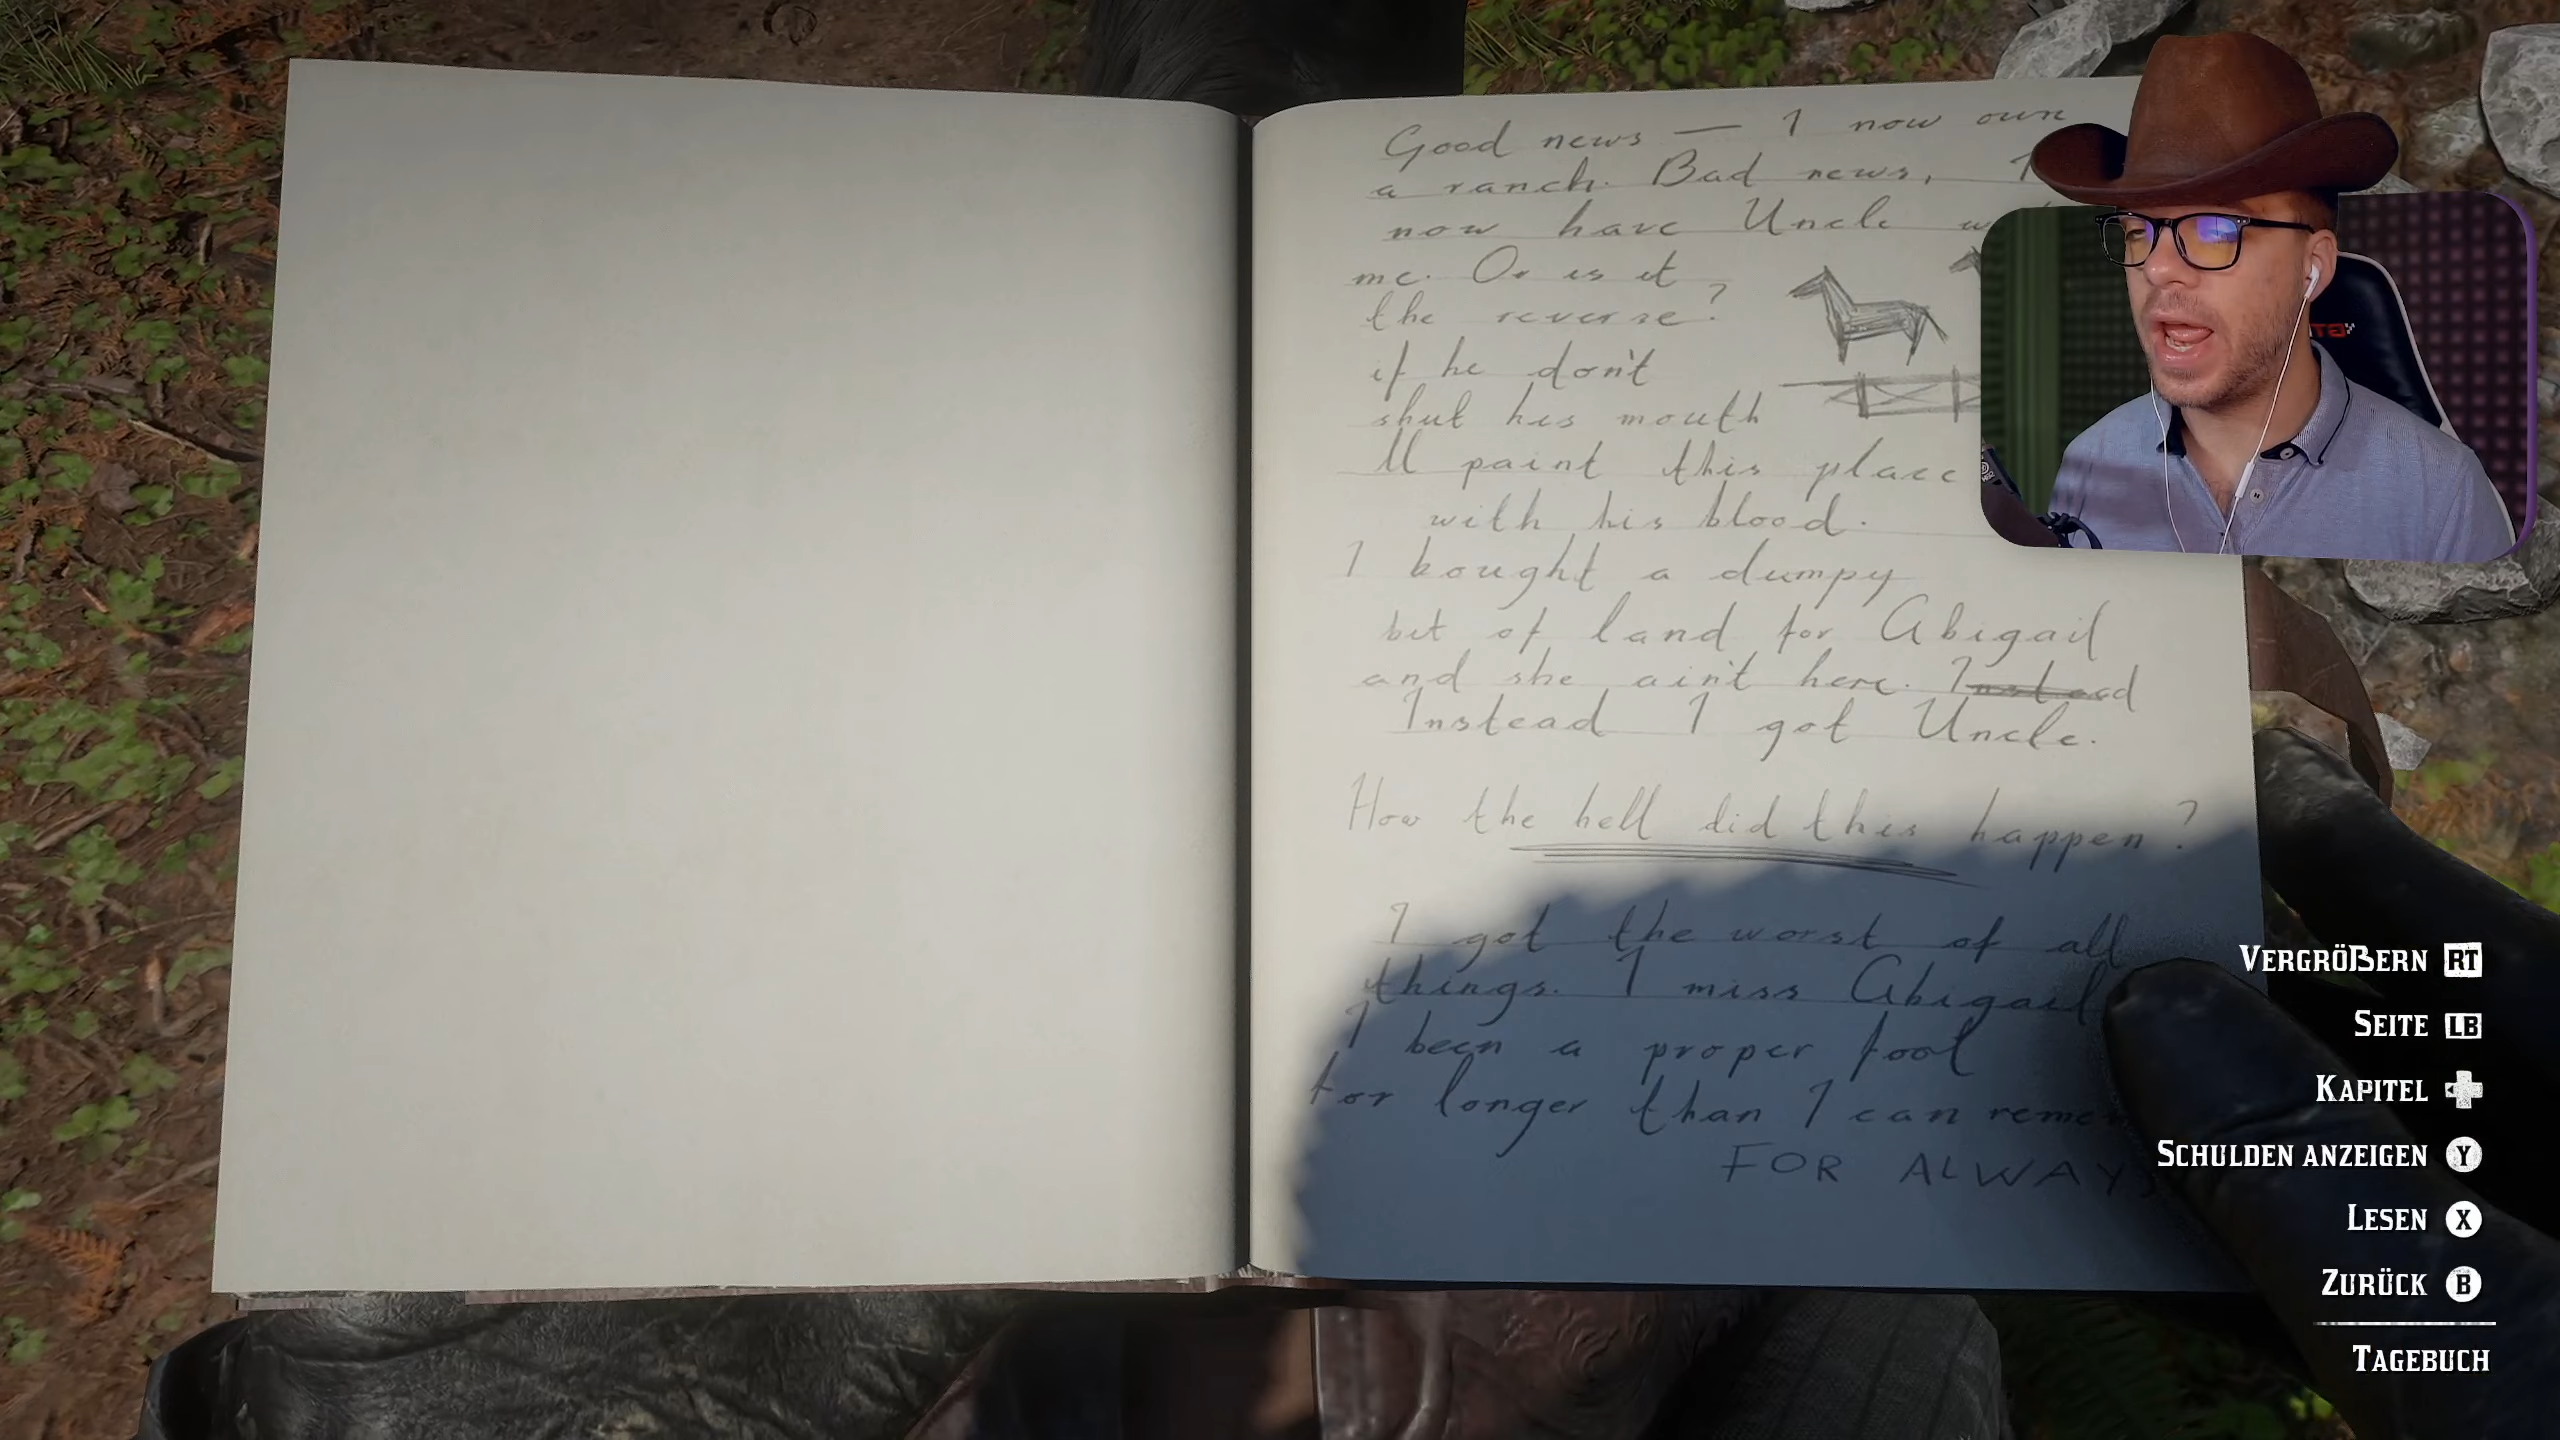 Good news — I now own
a ranch. Bad news, I
now have Uncle
me. Or is it
the reverse?
if he don't
shut his mouth
ll paint this place
with his blood.
I bought a dumpy
bit of land for Abigail
and she ain't here. Instead
Instead I got Uncle.
How the hell did this happen?
I got the worst of all
things. I miss Abigail
I been a proper fool
for longer than I can
FOR ALWAYS
VERGRÖßERN RT
SEITE LB
KAPITEL
SCHULDEN ANZEIGEN Y
LESEN X
ZURÜCK B
TAGEBUCH